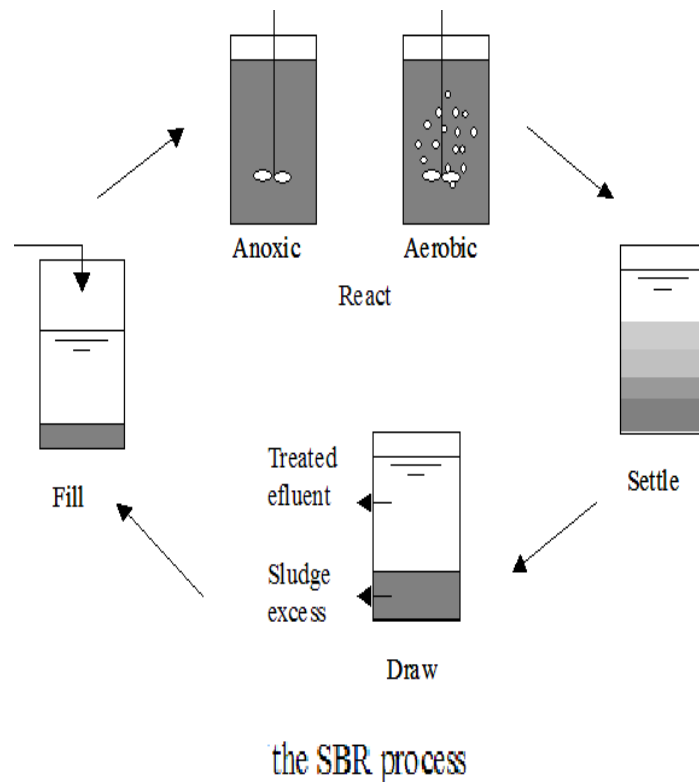 Anoxic
Aerobic
React
Fill
Settle
Treated
efluent
Sludge
excess
Draw
the SBR process